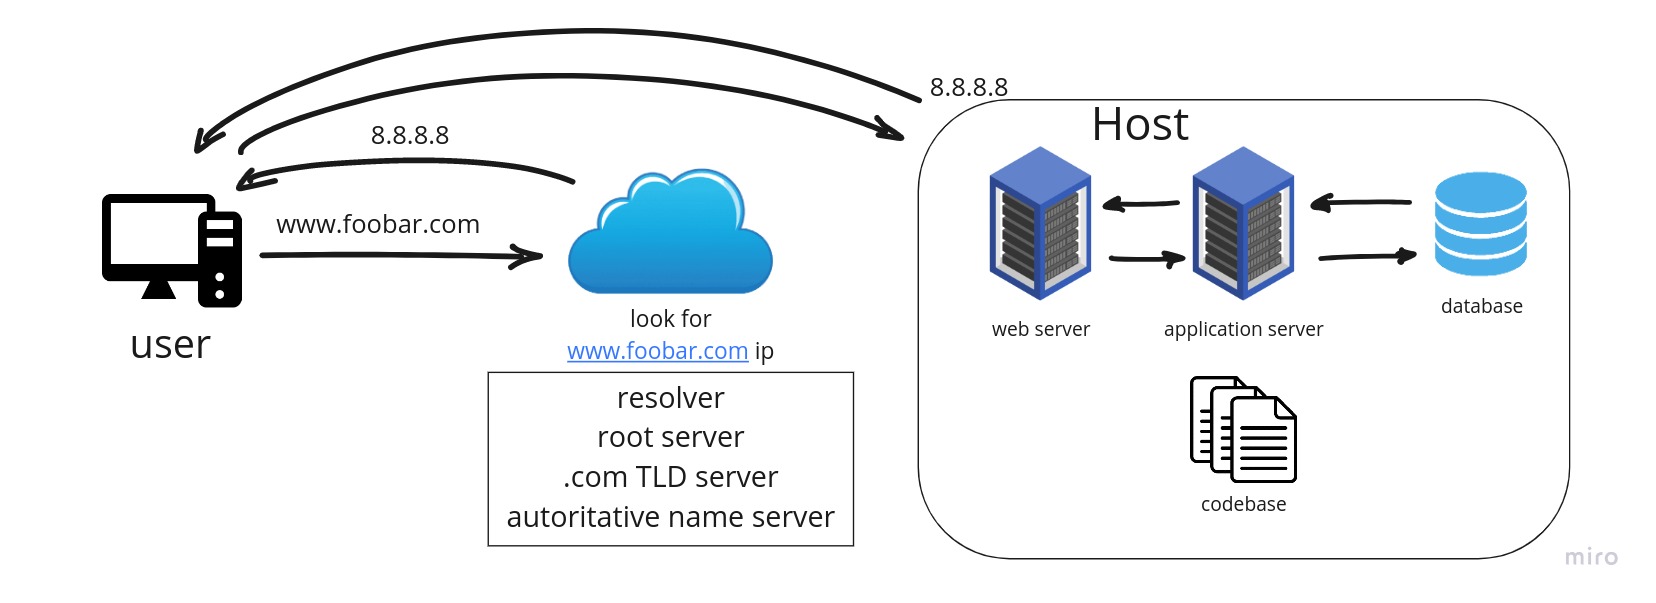 8.8.8.8
Host
8.8.8.8
www.foobar.com
user
look for
www.foobar.com ip
resolver
root server
.com TLD server
autoritative name server
web server
application server
database
codebase
miro